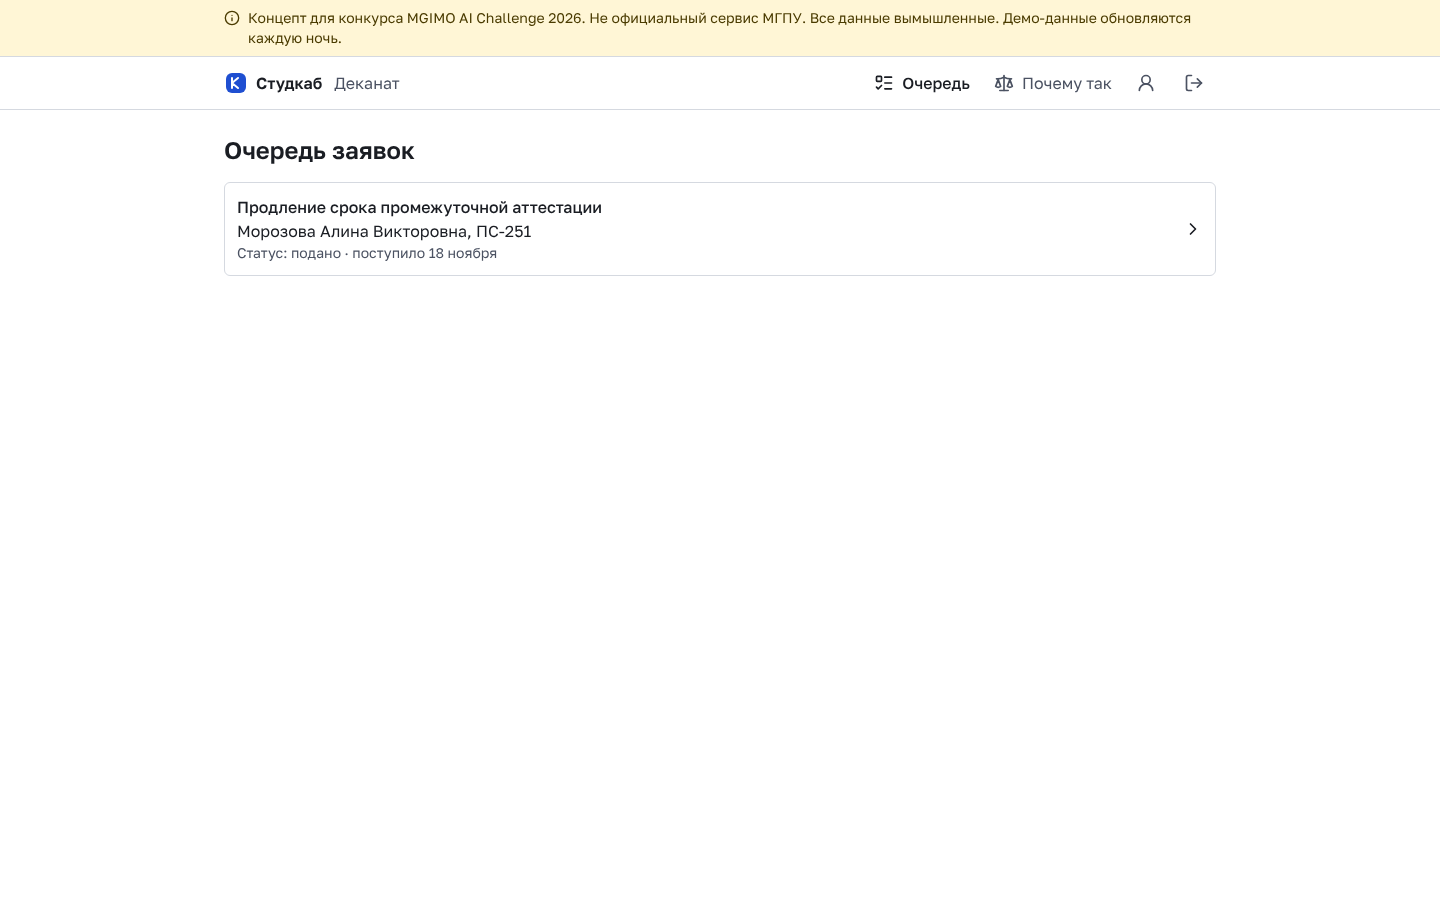 Концепт для конкурса MGIMO AI Challenge 2026. Не официальный сервис МГПУ. Все данные вымышленные. Демо-данные обновляются
каждую ночь.
Студкаб Деканат Очередь Почему так
Очередь заявок
Продление срока промежуточной аттестации
Морозова Алина Викторовна, ПС-251
Статус: подано · поступило 18 ноября